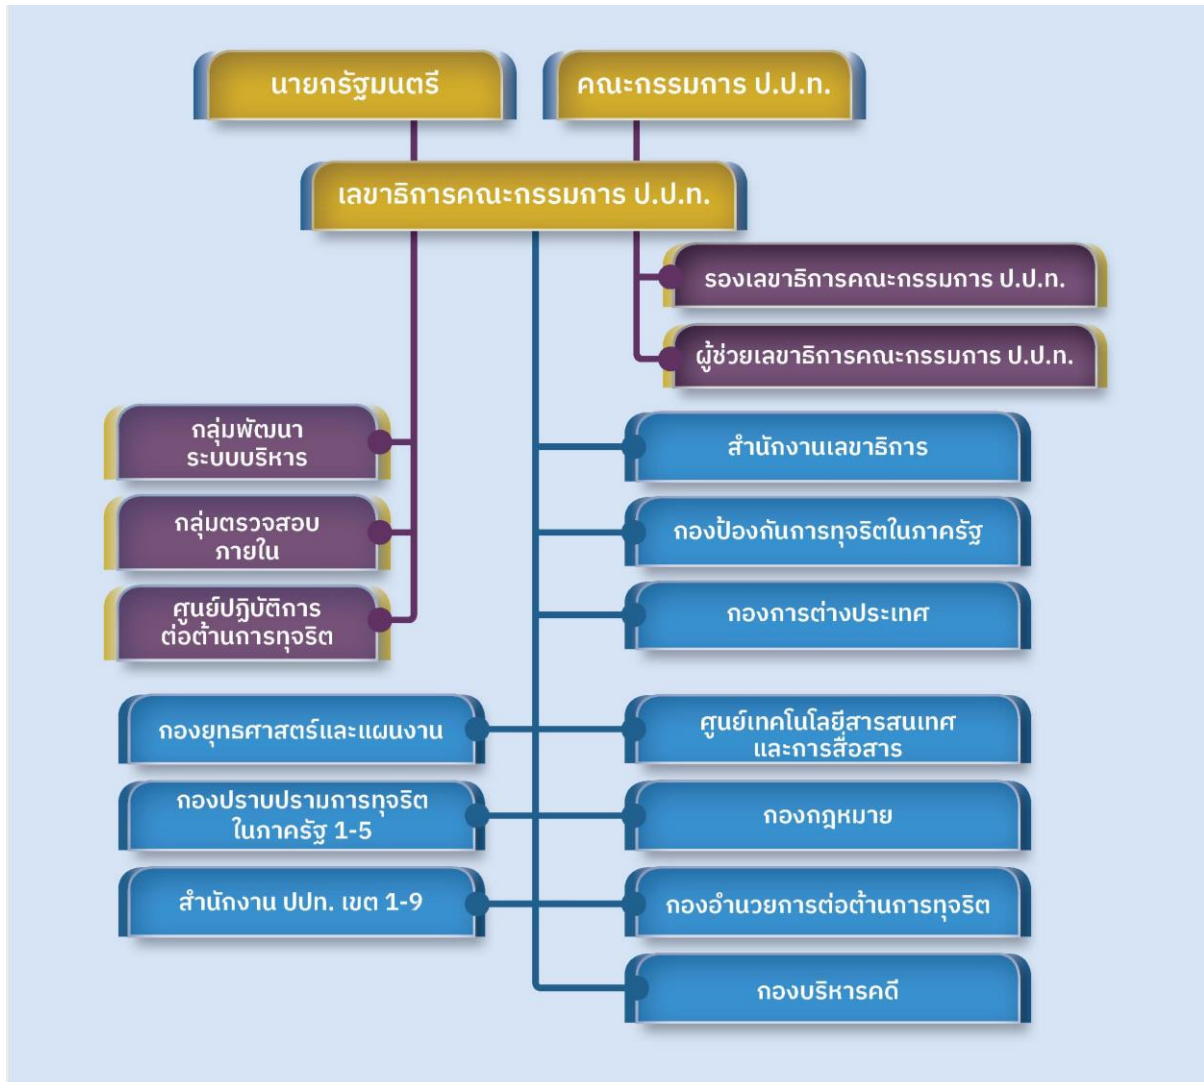 นายกรัฐมนตรี
คณะกรรมการ ป.ป.ท.
เลขาธิการคณะกรรมการ ป.ป.ท.
รองเลขาธิการคณะกรรมการ ป.ป.ท.
ผู้ช่วยเลขาธิการคณะกรรมการ ป.ป.ท.
กลุ่มพัฒนา
ระบบบริหาร
สำนักงานเลขาธิการ
กลุ่มตรวจสอบ
ภายใน
กองป้องกันการทุจริตในภาครัฐ
ศูนย์ปฏิบัติการ
ต่อต้านการทุจริต
กองการต่างประเทศ
กองยุทธศาสตร์และแผนงาน
ศูนย์เทคโนโลยีสารสนเทศ
และการสื่อสาร
กองปราบปรามการทุจริต
ในภาครัฐ 1-5
กองกฎหมาย
สำนักงาน ปปท. เขต 1-9
กองอำนวยการต่อต้านการทุจริต
กองบริหารคดี